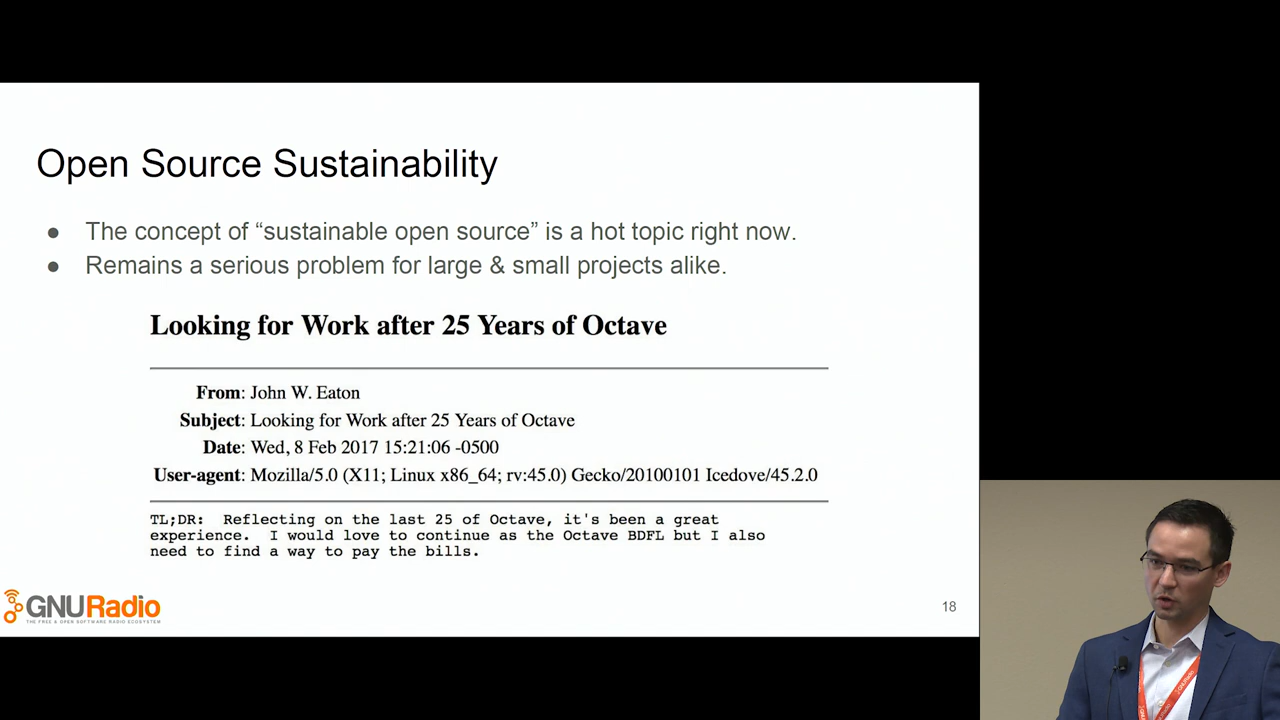 Open Source Sustainability
● The concept of “sustainable open source” is a hot topic right now.
● Remains a serious problem for large & small projects alike.
Looking for Work after 25 Years of Octave
From: John W. Eaton
Subject: Looking for Work after 25 Years of Octave
Date: Wed, 8 Feb 2017 15:21:06 -0500
User-agent: Mozilla/5.0 (X11; Linux x86_64; rv:45.0) Gecko/20100101 Icedove/45.2.0
TL;DR: Reflecting on the last 25 of Octave, it's been a great
experience. I would love to continue as the Octave BDFL but I also
need to find a way to pay the bills.
GNURadio
THE FREE & OPEN SOFTWARE RADIO ECOSYSTEM
18